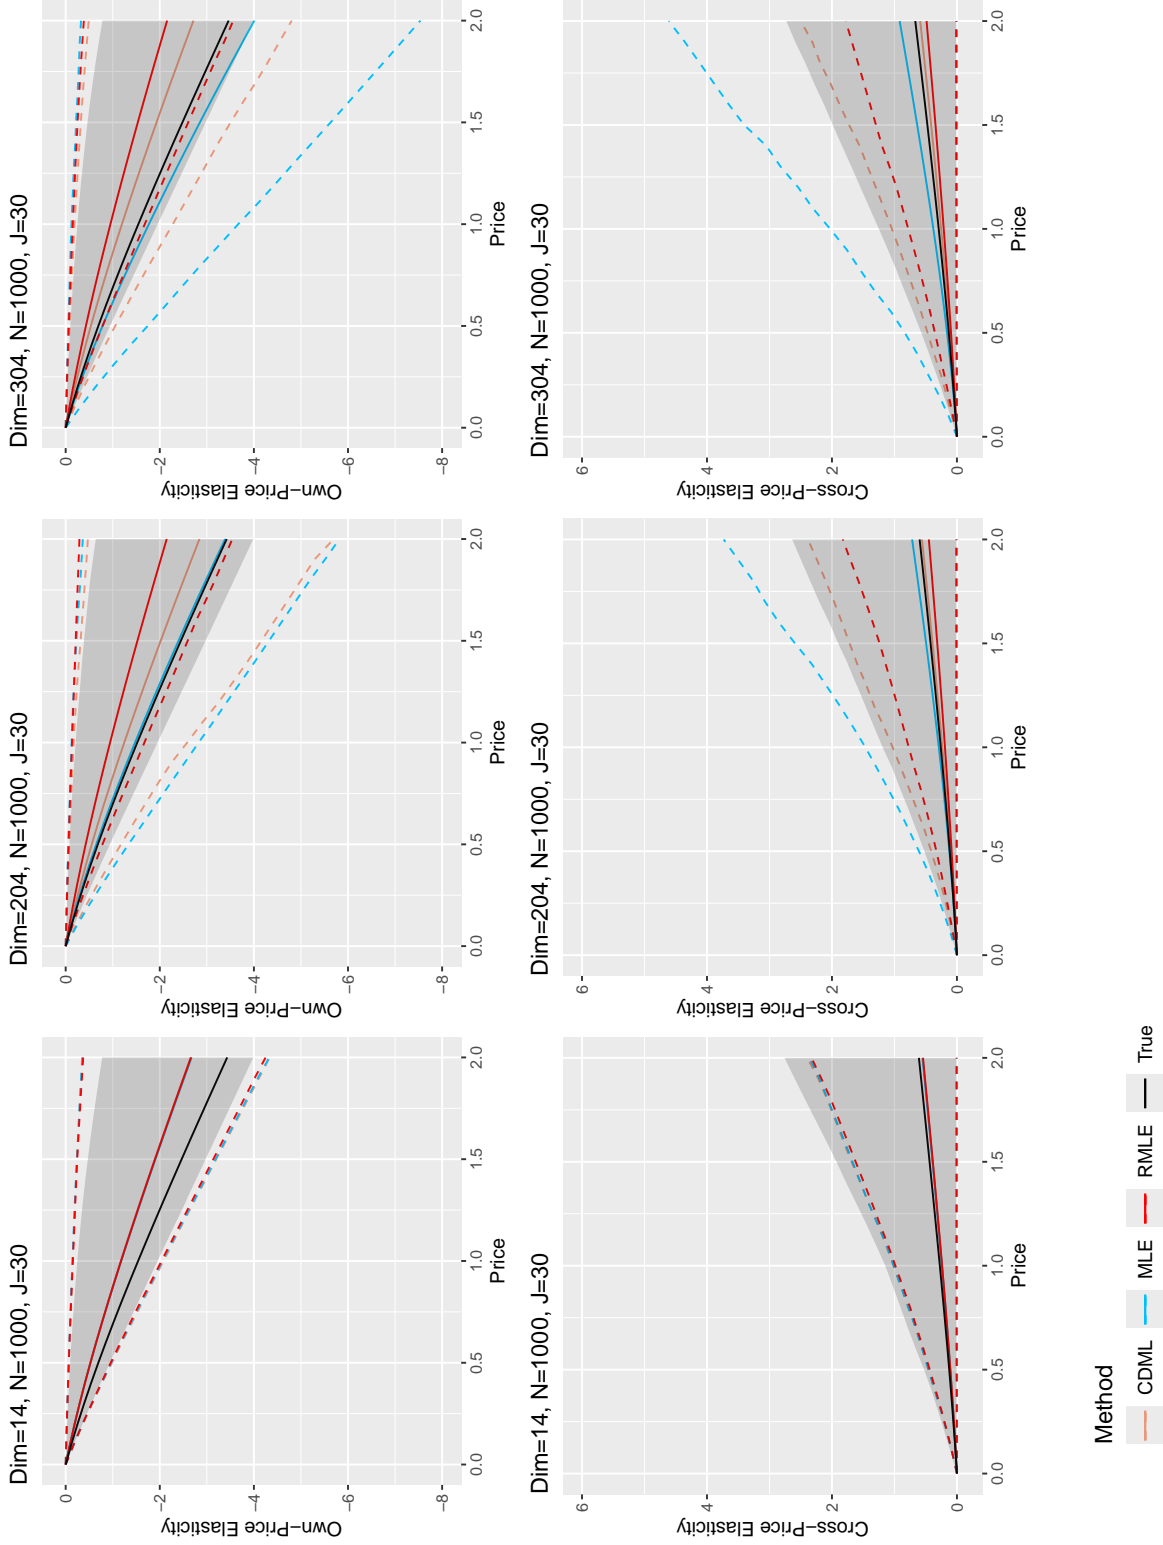 Dim=14, N=1000, J=30
0
−2
−4
−6
−8
Own−Price Elasticity
0.0 0.5 1.0 1.5 2.0
Price
Dim=204, N=1000, J=30
0
−2
−4
−6
−8
Own−Price Elasticity
0.0 0.5 1.0 1.5 2.0
Price
Dim=304, N=1000, J=30
0
−2
−4
−6
−8
Own−Price Elasticity
0.0 0.5 1.0 1.5 2.0
Price
Dim=14, N=1000, J=30
6
4
2
0
Cross−Price Elasticity
0.0 0.5 1.0 1.5 2.0
Price
Dim=204, N=1000, J=30
6
4
2
0
Cross−Price Elasticity
0.0 0.5 1.0 1.5 2.0
Price
Dim=304, N=1000, J=30
6
4
2
0
Cross−Price Elasticity
0.0 0.5 1.0 1.5 2.0
Price
Method
CDML MLE RMLE True